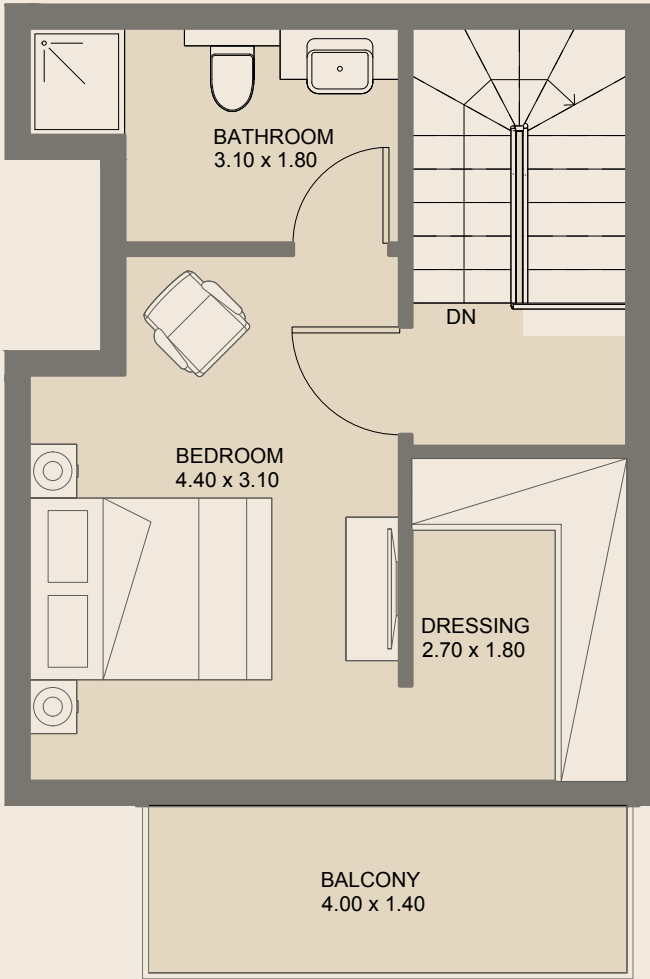 BATHROOM
3.10 x 1.80
DN
BEDROOM
4.40 x 3.10
DRESSING
2.70 x 1.80
BALCONY
4.00 x 1.40